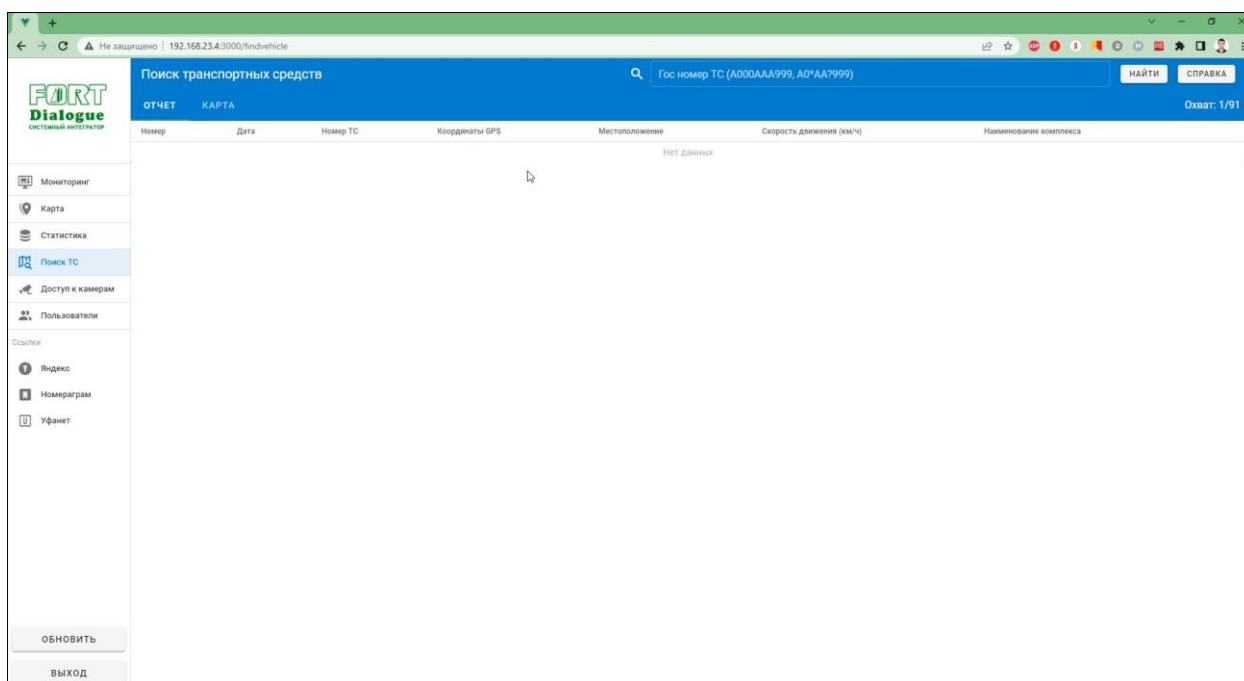 Не защищено | 192.168.23.4:3000/findvehicle
FORT
Dialogue
СИСТЕМНЫЙ ИНТЕГРАТОР
Поиск транспортных средств
Гос номер ТС (А000ААА999, А0*АА?999)
НАЙТИ
СПРАВКА
ОТЧЕТ
КАРТА
Охват: 1/91
Номер
Дата
Номер ТС
Координаты GPS
Местоположение
Скорость движения (км/ч)
Наименование комплекса
Нет данных
Мониторинг
Карта
Статистика
Поиск ТС
Доступ к камерам
Пользователи
Ссылки
Яндекс
Номераграм
Уфанет
ОБНОВИТЬ
ВЫХОД